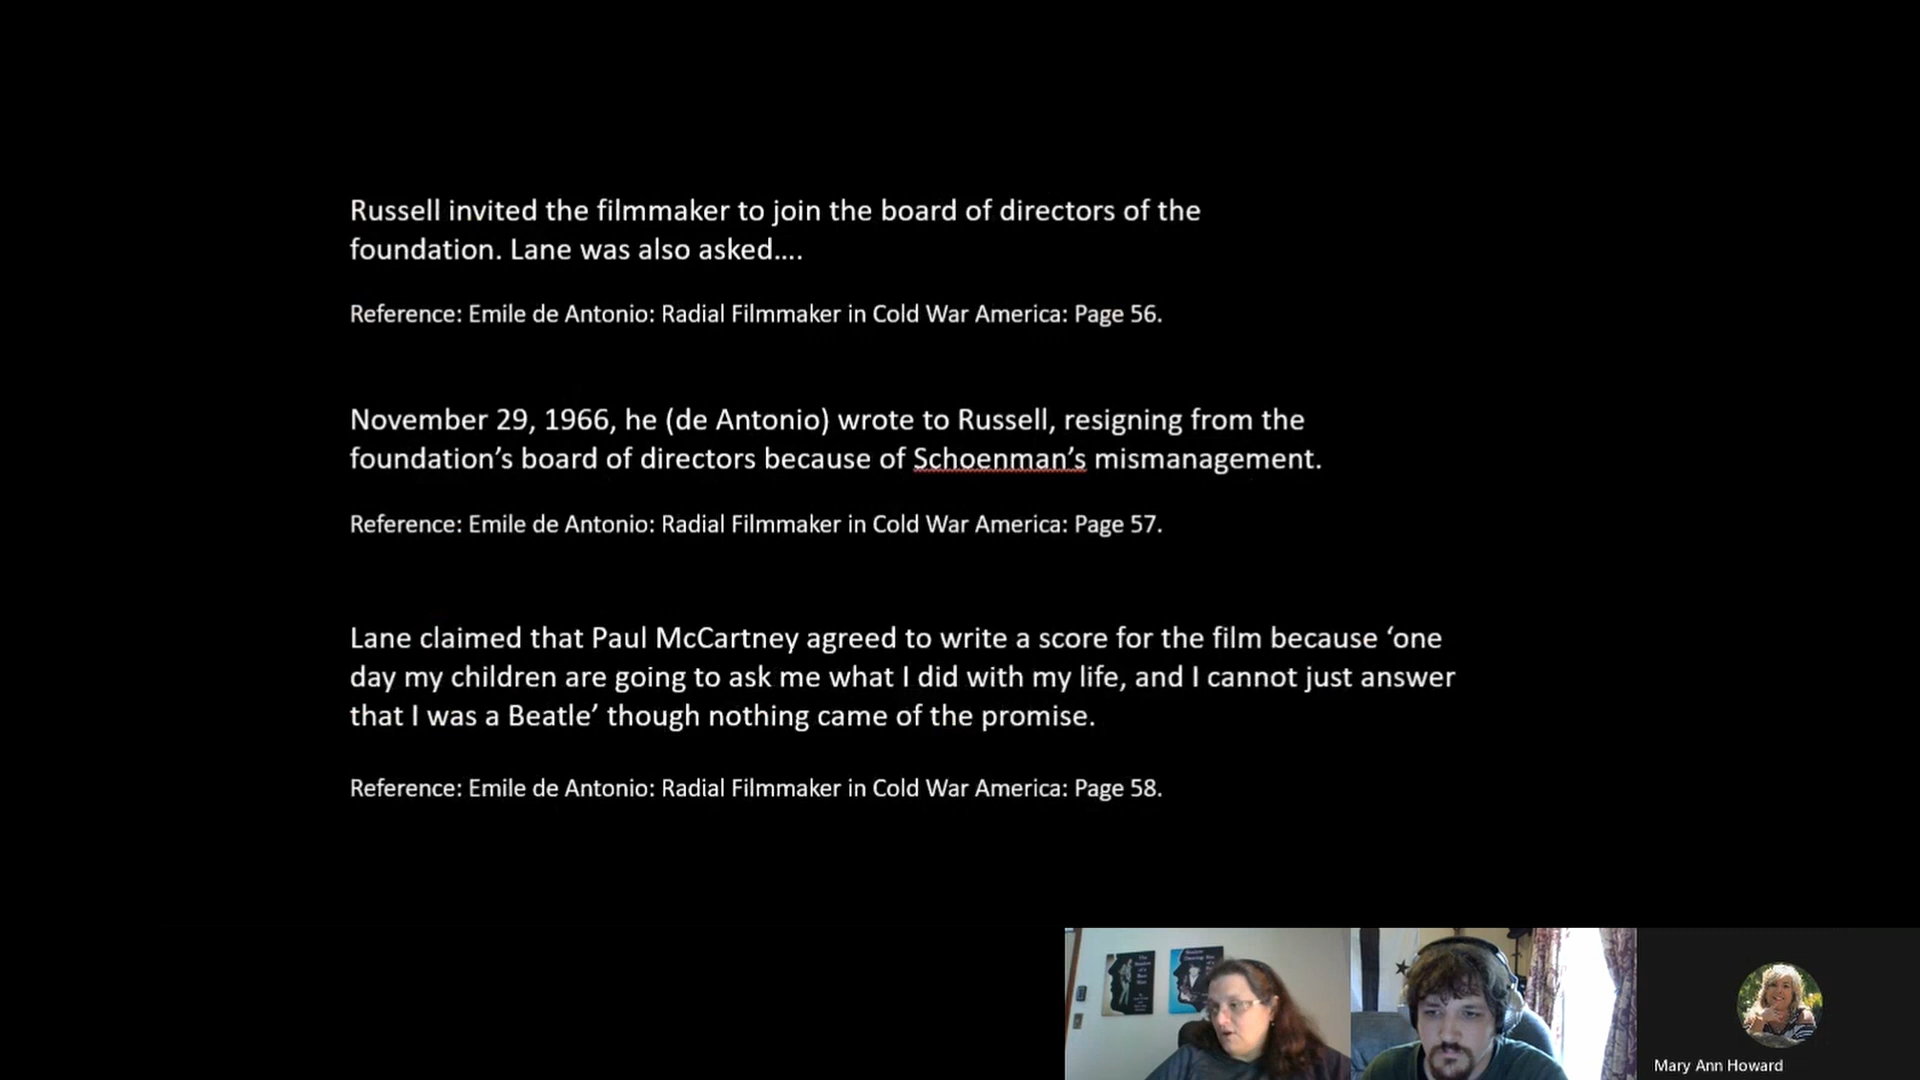 Russell invited the filmmaker to join the board of directors of the
foundation. Lane was also asked....
Reference: Emile de Antonio: Radial Filmmaker in Cold War America: Page 56.
November 29, 1966, he (de Antonio) wrote to Russell, resigning from the
foundation’s board of directors because of Schoenman’s mismanagement.
Reference: Emile de Antonio: Radial Filmmaker in Cold War America: Page 57.
Lane claimed that Paul McCartney agreed to write a score for the film because ‘one
day my children are going to ask me what I did with my life, and I cannot just answer
that I was a Beatle’ though nothing came of the promise.
Reference: Emile de Antonio: Radial Filmmaker in Cold War America: Page 58.
Mary Ann Howard